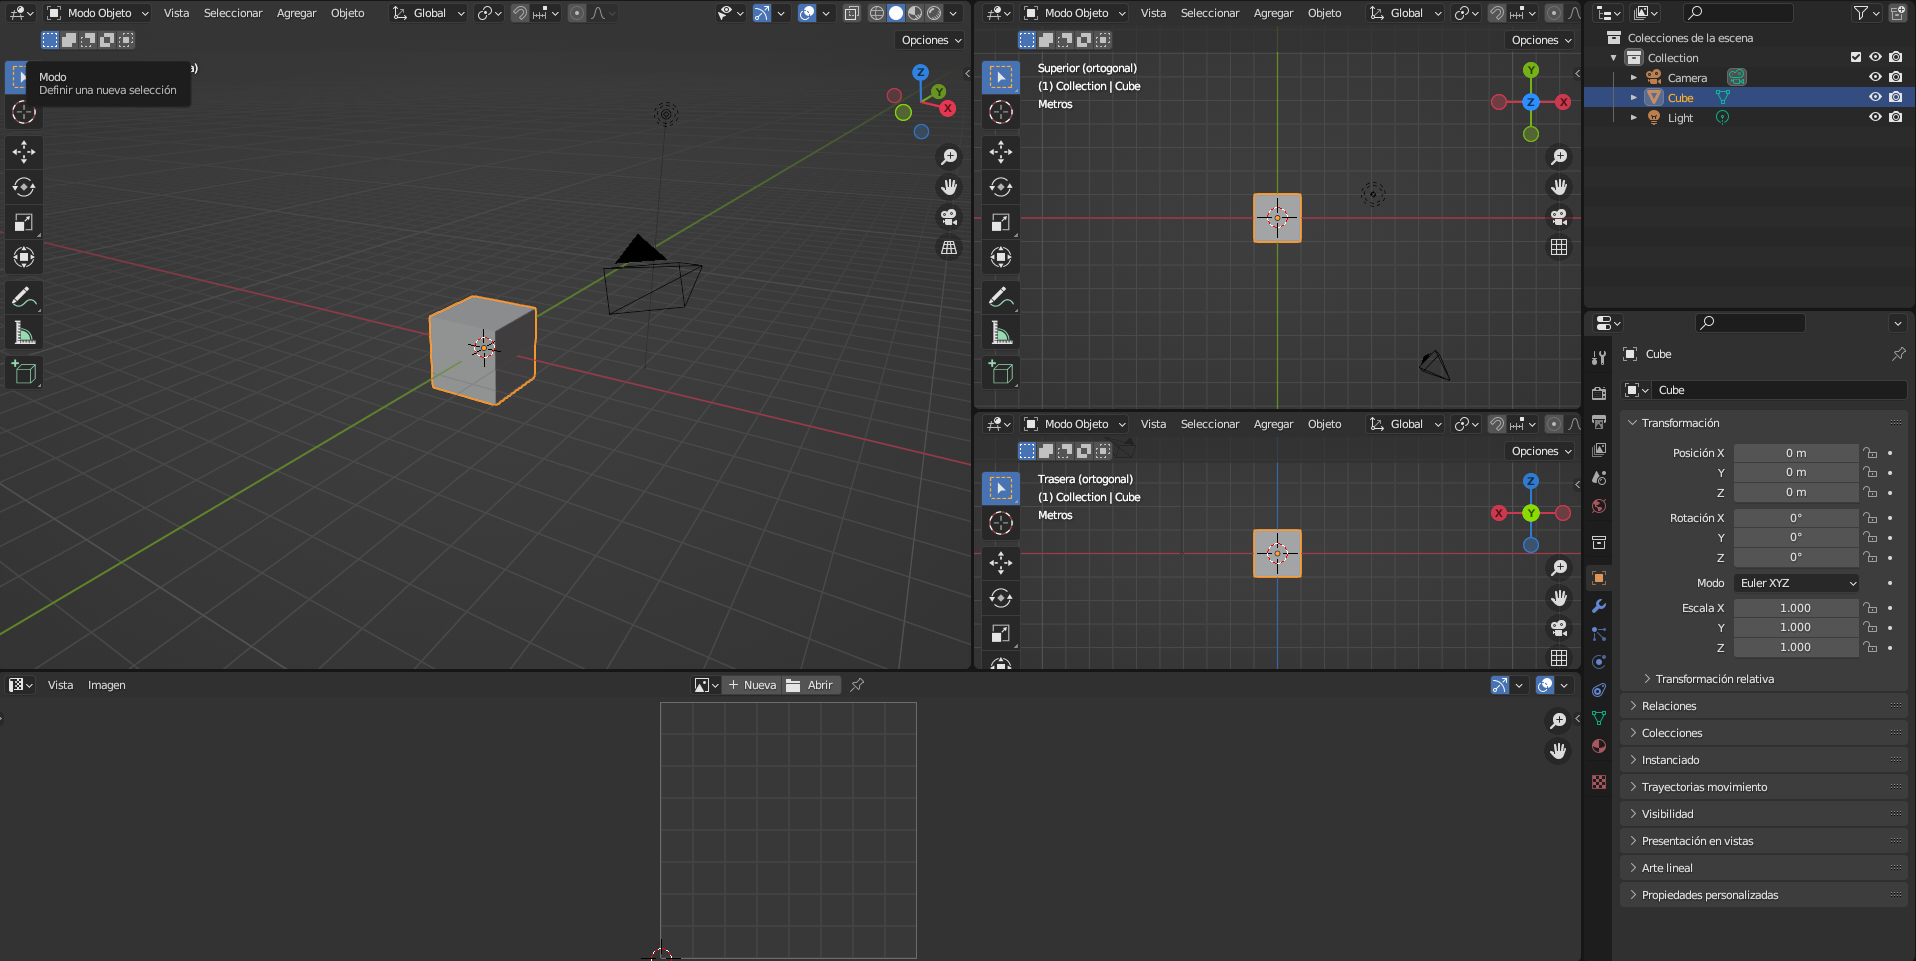 Modo Objeto Vista Seleccionar Agregar Objeto Global
Opciones
a)
Modo
Definir una nueva selección
Z
Y
X
Modo Objeto Vista Seleccionar Agregar Objeto Global
Opciones
Superior (ortogonal)
(1) Collection | Cube
Metros
Y
Z
X
Modo Objeto Vista Seleccionar Agregar Objeto Global
Opciones
Trasera (ortogonal)
(1) Collection | Cube
Metros
Z
X
Y
Vista Imagen
+ Nueva Abrir
Colecciones de la escena
Collection
Camera
Cube
Light
Cube
Cube
Transformación
Posición X 0 m
Y 0 m
Z 0 m
Rotación X 0°
Y 0°
Z 0°
Modo Euler XYZ
Escala X 1.000
Y 1.000
Z 1.000
Transformación relativa
Relaciones
Colecciones
Instanciado
Trayectorias movimiento
Visibilidad
Presentación en vistas
Arte lineal
Propiedades personalizadas